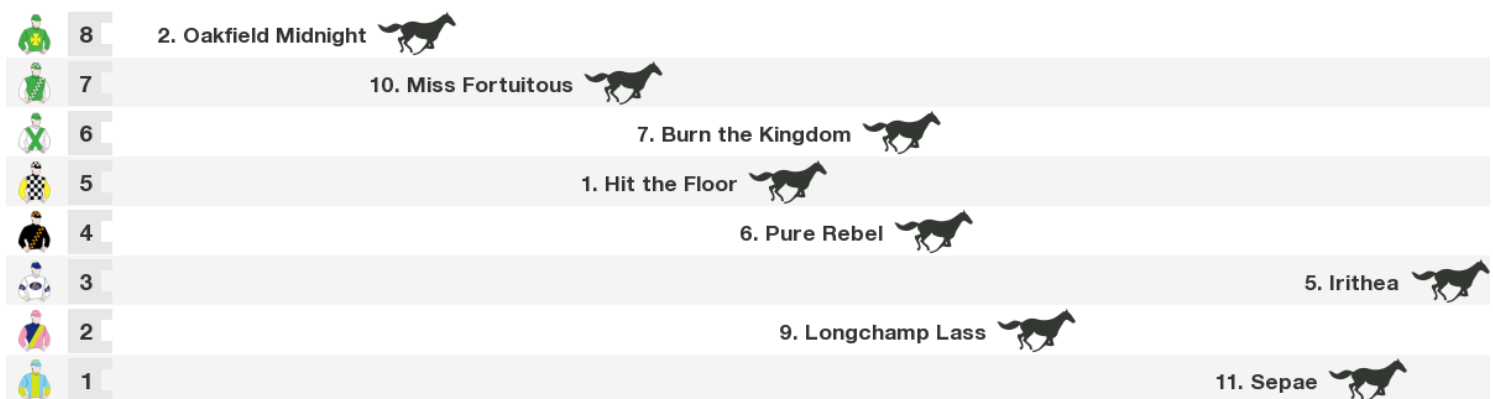 8 2. Oakfield Midnight
7 10. Miss Fortuitous
6 7. Burn the Kingdom
5 1. Hit the Floor
4 6. Pure Rebel
3 5. Irithea
2 9. Longchamp Lass
1 11. Sepae